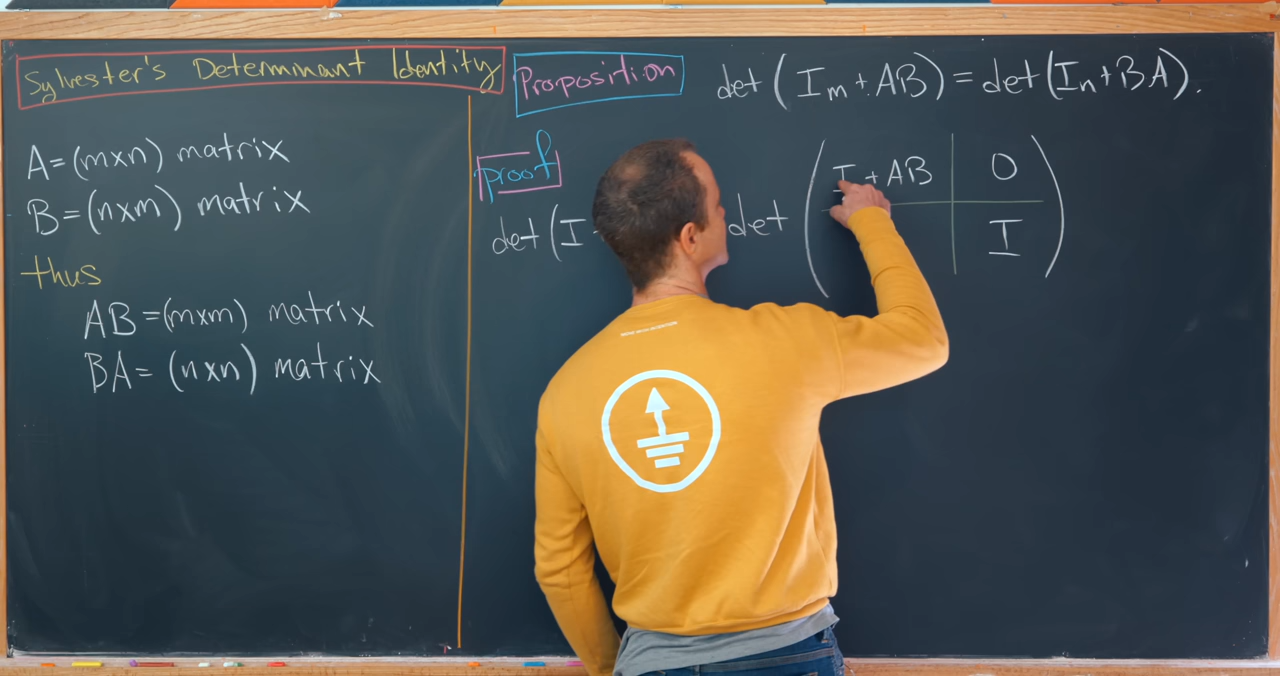 Sylvester's Determinant Identity
A=(m×n) matrix
B=(n×m) matrix
thus
AB=(m×m) matrix
BA=(n×n) matrix
Proposition det(Im+AB)=det(In+BA).
proof
det(I det
I+AB 0
I